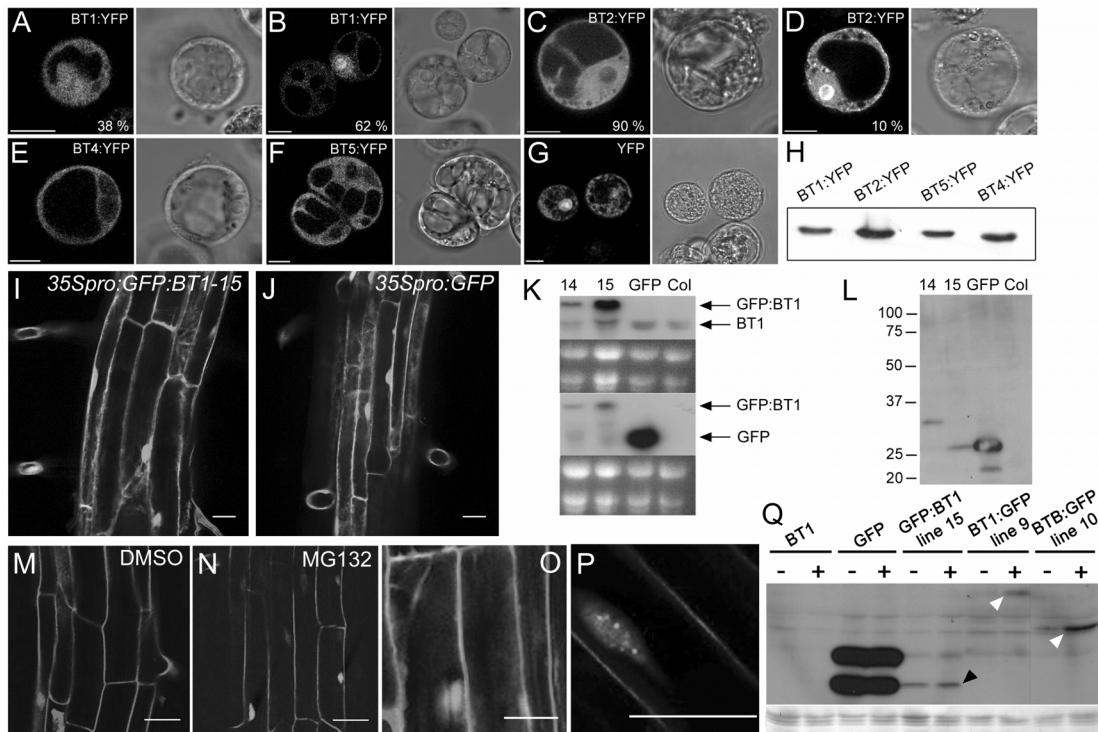 A BT1:YFP 38 %
B BT1:YFP 62 %
C BT2:YFP 90 %
D BT2:YFP 10 %
E BT4:YFP
F BT5:YFP
G YFP
H BT1:YFP BT2:YFP BT5:YFP BT4:YFP
I 35Spro:GFP:BT1-15
J 35Spro:GFP
K 14 15 GFP Col
GFP:BT1
BT1
GFP:BT1
GFP
L 14 15 GFP Col
100
75
50
37
25
20
M DMSO
N MG132
O
P
Q BT1 GFP GFP:BT1 line 15 BT1:GFP line 9 BTB:GFP line 10
- + - + - + - + - +